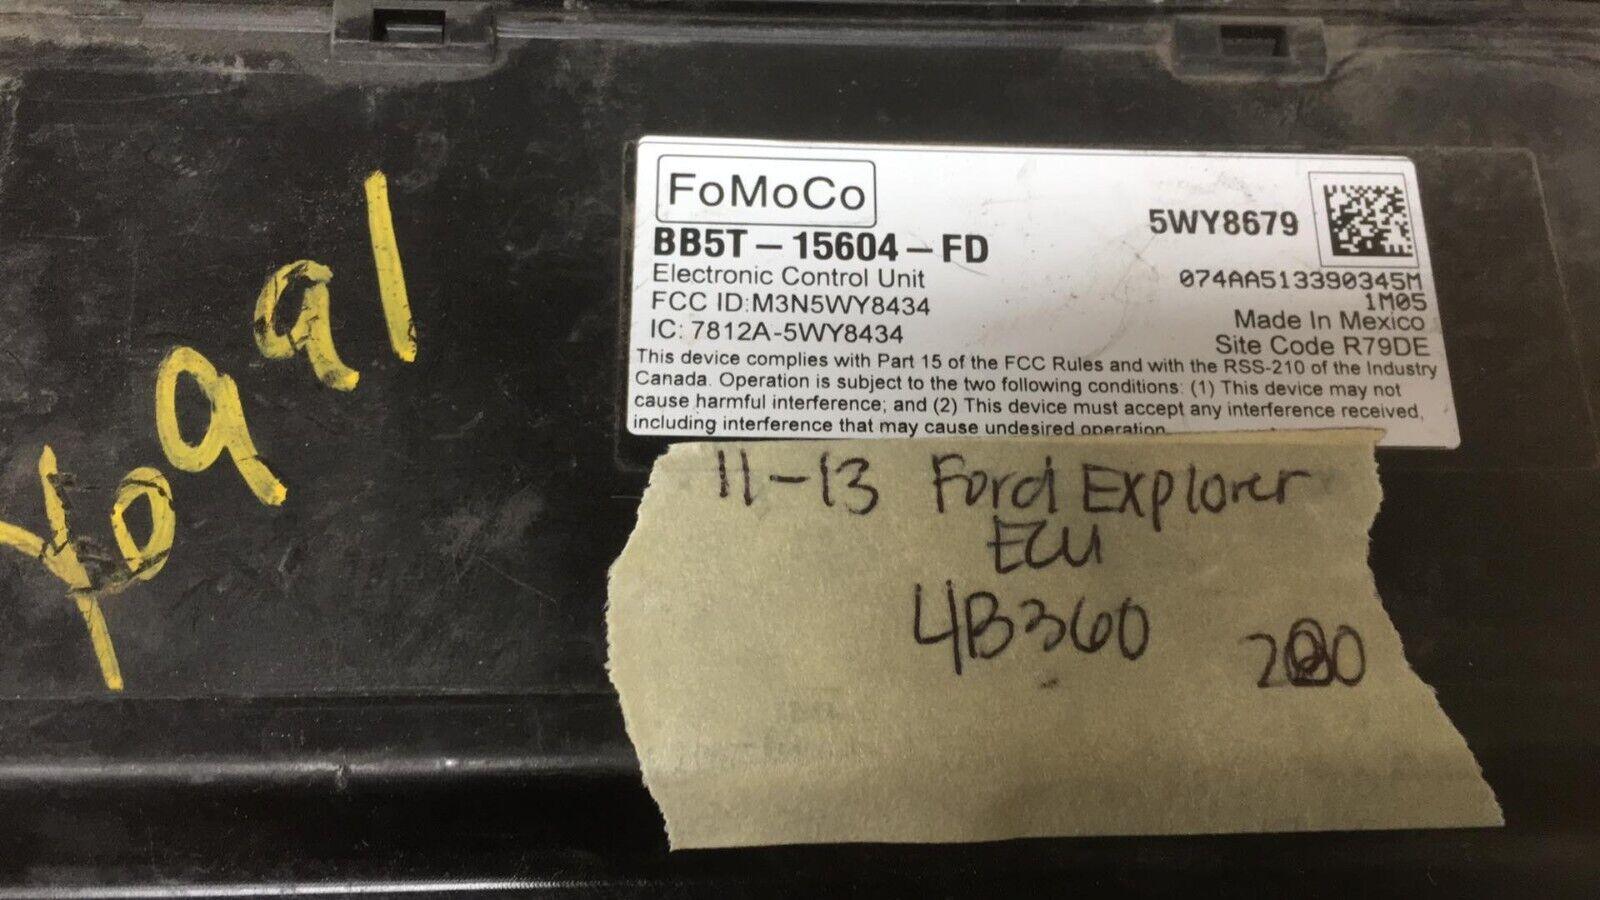 Yo991
FoMoCo
BB5T-15604-FD
5WY8679
Electronic Control Unit
074AA513390345M
FCC ID:M3N5WY8434
1M05
IC: 7812A-5WY8434
Made In Mexico
Site Code R79DE
This device complies with Part 15 of the FCC Rules and with the RSS-210 of the Industry
Canada. Operation is subject to the two following conditions: (1) This device may not
cause harmful interference; and (2) This device must accept any interference received,
including interference that may cause undesired operation.
11-13 Ford Explorer
ECU
4B360